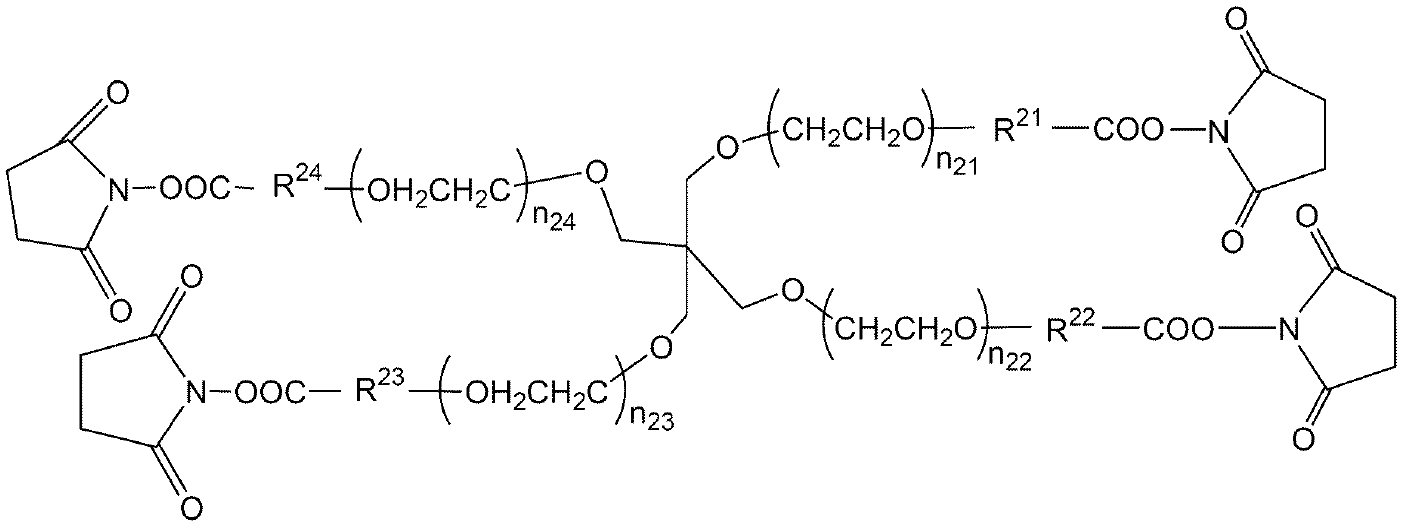 O
O
O (CH₂CH₂O)n₂₁ R²¹ COO N
N OOC R²⁴ (OH₂CH₂C)n₂₄ O
O
O
O
O
O (CH₂CH₂O)n₂₂ R²² COO N
N OOC R²³ (OH₂CH₂C)n₂₃ O
O
O